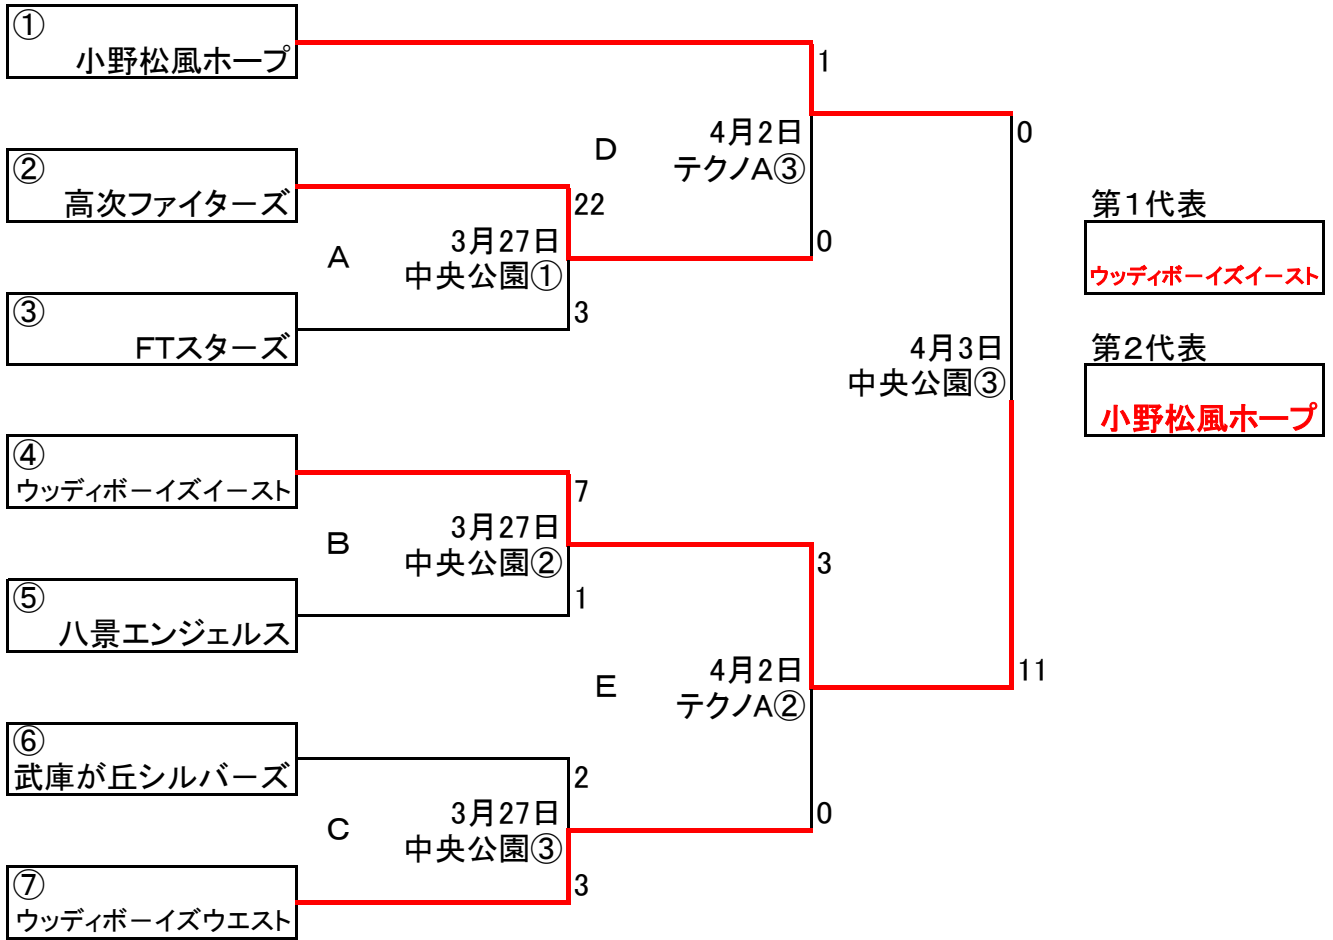 ①
小野松風ホープ
1
4月2日
D
0
テクノA③
②
高次ファイターズ
22
第1代表
3月27日
0
A
中央公園①
ウッディボーイズイースト
③
3
FTスターズ
4月3日
第2代表
中央公園③
小野松風ホープ
④
ウッディボーイズイースト
7
3月27日
B
中央公園②
3
⑤
1
八景エンジェルス
4月2日
11
E
テクノA②
⑥
武庫が丘シルバーズ
2
3月27日
0
C
中央公園③
⑦
3
ウッディボーイズウエスト